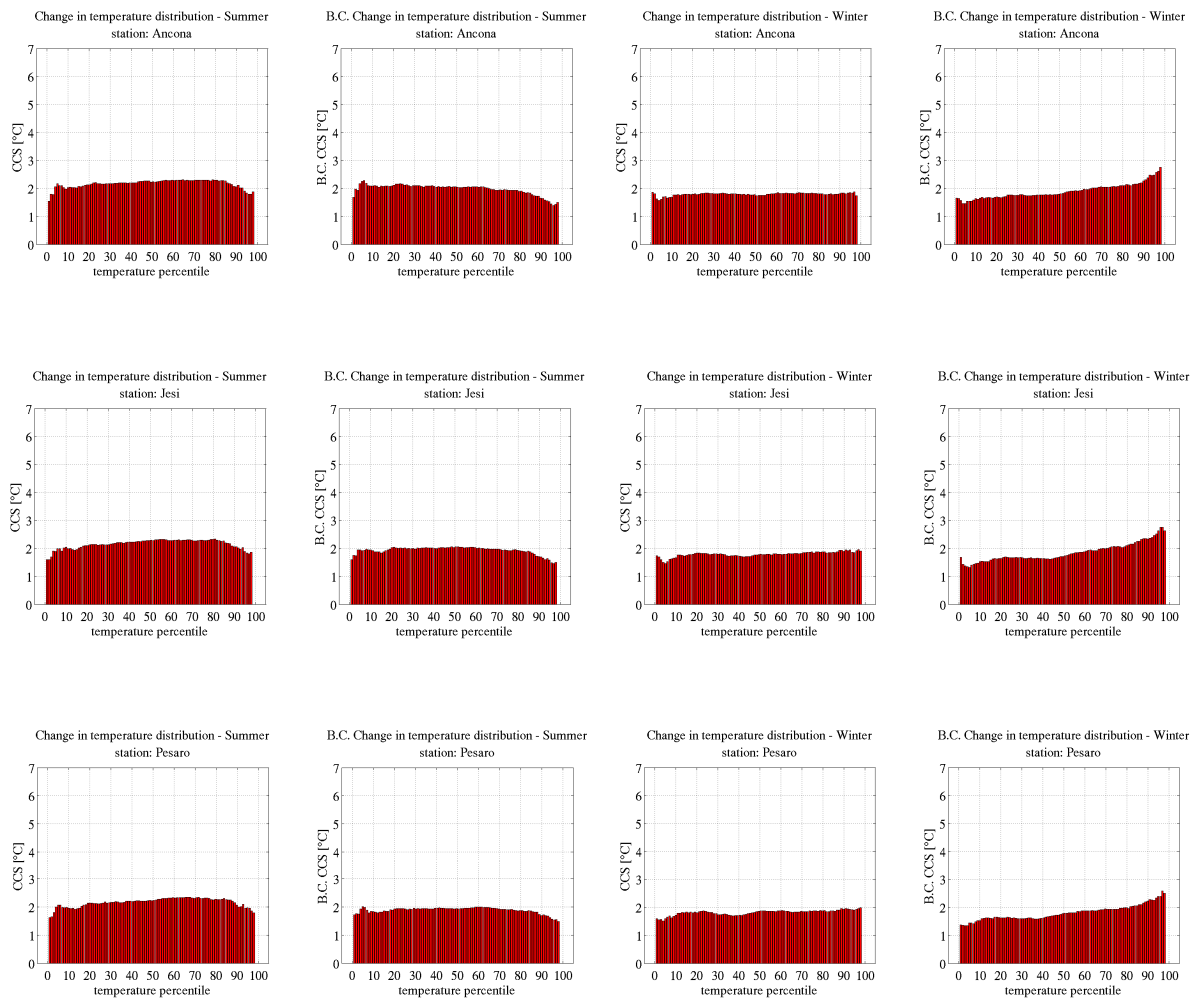 Change in temperature distribution - Summer
station: Ancona
7
6
5
4
3
2
1
0
CCS [°C]
0 10 20 30 40 50 60 70 80 90 100
temperature percentile
B.C. Change in temperature distribution - Summer
station: Ancona
7
6
5
4
3
2
1
0
B.C. CCS [°C]
0 10 20 30 40 50 60 70 80 90 100
temperature percentile
Change in temperature distribution - Winter
station: Ancona
7
6
5
4
3
2
1
0
CCS [°C]
0 10 20 30 40 50 60 70 80 90 100
temperature percentile
B.C. Change in temperature distribution - Winter
station: Ancona
7
6
5
4
3
2
1
0
B.C. CCS [°C]
0 10 20 30 40 50 60 70 80 90 100
temperature percentile
Change in temperature distribution - Summer
station: Jesi
7
6
5
4
3
2
1
0
CCS [°C]
0 10 20 30 40 50 60 70 80 90 100
temperature percentile
B.C. Change in temperature distribution - Summer
station: Jesi
7
6
5
4
3
2
1
0
B.C. CCS [°C]
0 10 20 30 40 50 60 70 80 90 100
temperature percentile
Change in temperature distribution - Winter
station: Jesi
7
6
5
4
3
2
1
0
CCS [°C]
0 10 20 30 40 50 60 70 80 90 100
temperature percentile
B.C. Change in temperature distribution - Winter
station: Jesi
7
6
5
4
3
2
1
0
B.C. CCS [°C]
0 10 20 30 40 50 60 70 80 90 100
temperature percentile
Change in temperature distribution - Summer
station: Pesaro
7
6
5
4
3
2
1
0
CCS [°C]
0 10 20 30 40 50 60 70 80 90 100
temperature percentile
B.C. Change in temperature distribution - Summer
station: Pesaro
7
6
5
4
3
2
1
0
B.C. CCS [°C]
0 10 20 30 40 50 60 70 80 90 100
temperature percentile
Change in temperature distribution - Winter
station: Pesaro
7
6
5
4
3
2
1
0
CCS [°C]
0 10 20 30 40 50 60 70 80 90 100
temperature percentile
B.C. Change in temperature distribution - Winter
station: Pesaro
7
6
5
4
3
2
1
0
B.C. CCS [°C]
0 10 20 30 40 50 60 70 80 90 100
temperature percentile